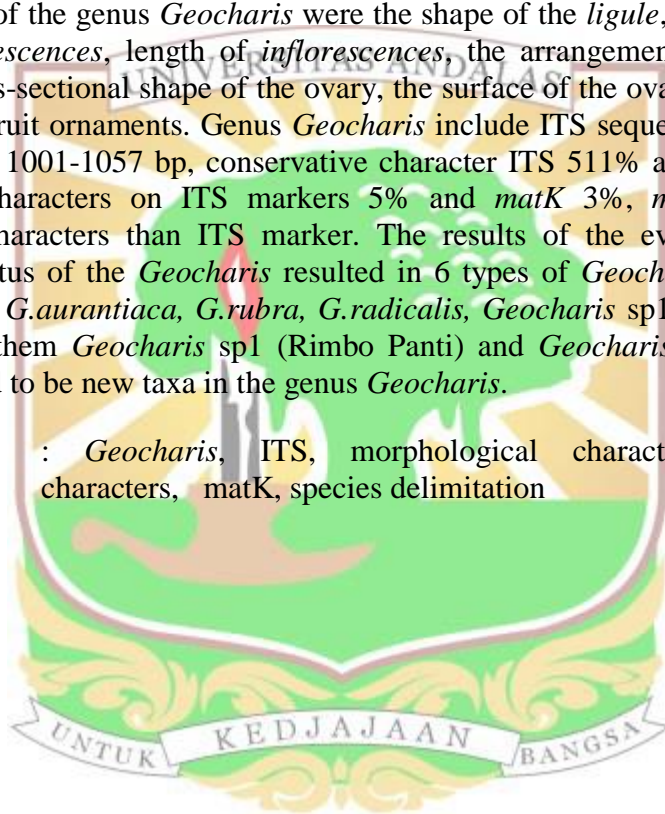 of the genus Geocharis were the shape of the ligule,
escences, length of inflorescences, the arrangemen
s-sectional shape of the ovary, the surface of the ova
ruit ornaments. Genus Geocharis include ITS seque
1001-1057 bp, conservative character ITS 511% a
haracters on ITS markers 5% and matK 3%, m
haracters than ITS marker. The results of the ev
tus of the Geocharis resulted in 6 types of Geoch
G.aurantiaca, G.rubra, G.radicalis, Geocharis sp1
them Geocharis sp1 (Rimbo Panti) and Geocharis
d to be new taxa in the genus Geocharis.
: Geocharis, ITS, morphological charact
characters, matK, species delimitation
UNIVERSITAS ANDALAS
UNTUK KEDJAJAAN BANGSA